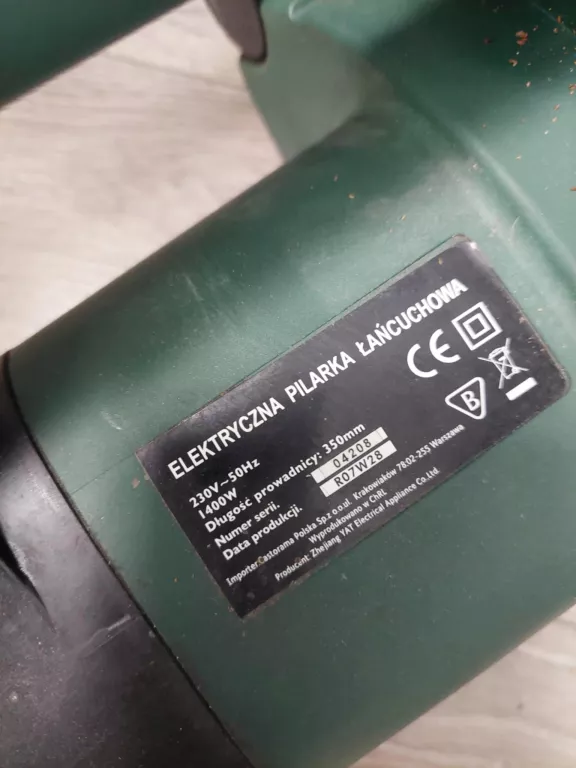 ELEKTRYCZNA PILARKA ŁAŃCUCHOWA
230V~50Hz
1400W
Długość prowadnicy: 350mm
Numer serii. 04208
Data produkcji. R07W28
CE
B
Importer: Castorama Polska Sp.z o.o ul. Krakowiaków 78 02-255 Warszawa
Wyprodukowano w ChRL
Producent: Zhejiang YAT Electrical Appliance Co.,Ltd.